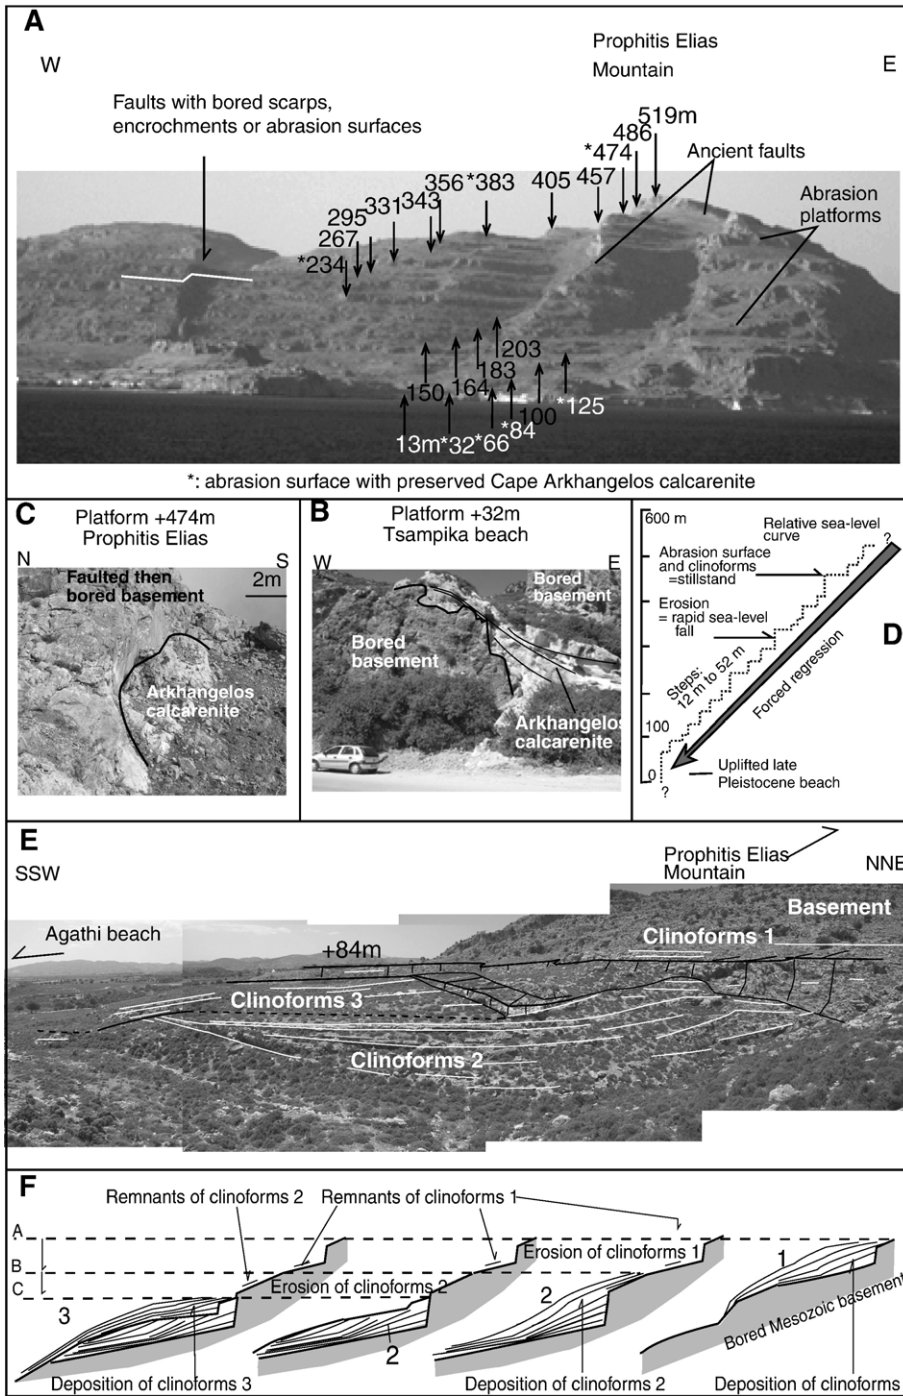 A
W
Prophitis Elias
Mountain
E
Faults with bored scarps,
encrochments or abrasion surfaces
519m
486
*474
Ancient faults
457
405
*383
356
343
331
295
267
*234
Abrasion
platforms
203
183
164
150
*125
100
*84
*66
*32
13m
*: abrasion surface with preserved Cape Arkhangelos calcarenite
C
Platform +474m
Prophitis Elias
N
S
Faulted then
bored basement
2m
Arkhangelos
calcarenite
B
Platform +32m
Tsampika beach
W
E
Bored
basement
Bored
basement
Arkhangelos
calcarenite
600 m
Relative sea-level
curve
?
Abrasion surface
and clinoforms
=stillstand
Erosion
= rapid sea-level
fall
D
Steps:
12 m to 52 m
Forced regression
100
0
Uplifted late
Pleistocene beach
?
E
SSW
Prophitis Elias
Mountain
NNE
Basement
Agathi beach
Clinoforms 1
+84m
Clinoforms 3
Clinoforms 2
F
Remnants of clinoforms 2
Remnants of clinoforms 1
A
B
C
Erosion of clinoforms 1
1
Erosion of clinoforms 2
2
3
2
Bored Mesozoic basement
Deposition of clinoforms 3
Deposition of clinoforms 2
Deposition of clinoforms